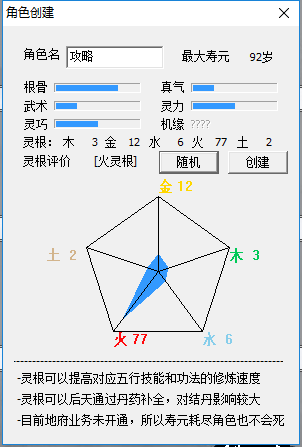 角色创建
角色名 攻略 最大寿元 92岁
根骨 真气
武术 灵力
灵巧 机缘 ????
灵根: 木 3 金 12 水 6 火 77 土 2
灵根评价 [火灵根] 随机 创建
金 12
土 2 木 3
火 77 水 6
-灵根可以提高对应五行技能和功法的修炼速度
-灵根可以后天通过丹药补全，对结丹影响较大
-目前地府业务未开通，所以寿元耗尽角色也不会死